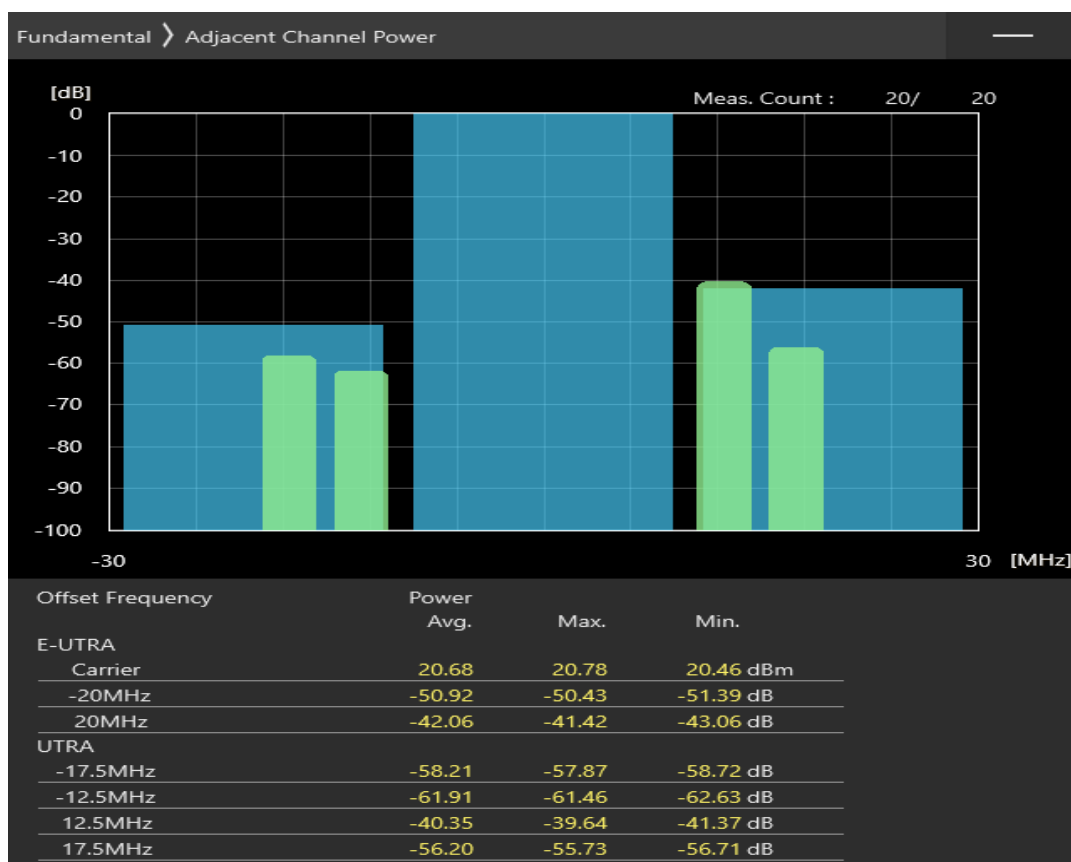 Fundamental 〉 Adjacent Channel Power
[dB]
Meas. Count : 20/ 20
0
-10
-20
-30
-40
-50
-60
-70
-80
-90
-100
-30 30 [MHz]
Offset Frequency Power
Avg. Max. Min.
E-UTRA
Carrier 20.68 20.78 20.46 dBm
-20MHz -50.92 -50.43 -51.39 dB
20MHz -42.06 -41.42 -43.06 dB
UTRA
-17.5MHz -58.21 -57.87 -58.72 dB
-12.5MHz -61.91 -61.46 -62.63 dB
12.5MHz -40.35 -39.64 -41.37 dB
17.5MHz -56.20 -55.73 -56.71 dB